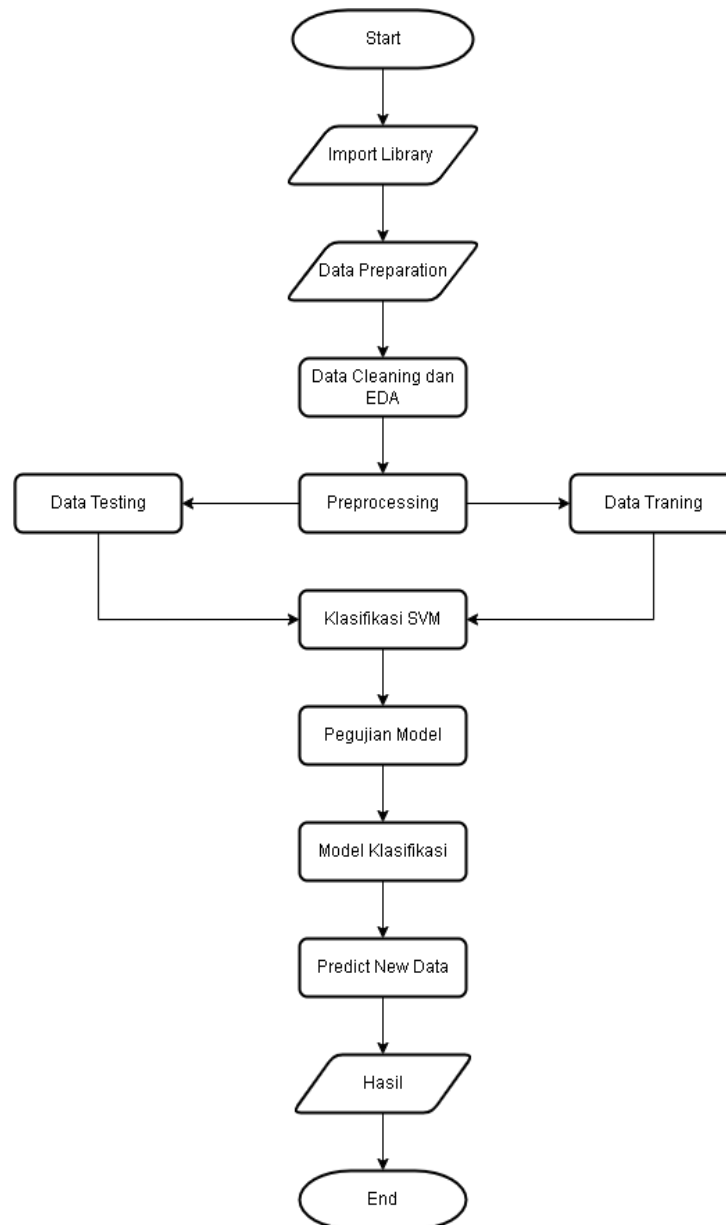 Start
Import Library
Data Preparation
Data Cleaning dan
EDA
Data Testing
Preprocessing
Data Traning
Klasifikasi SVM
Pegujian Model
Model Klasifikasi
Predict New Data
Hasil
End